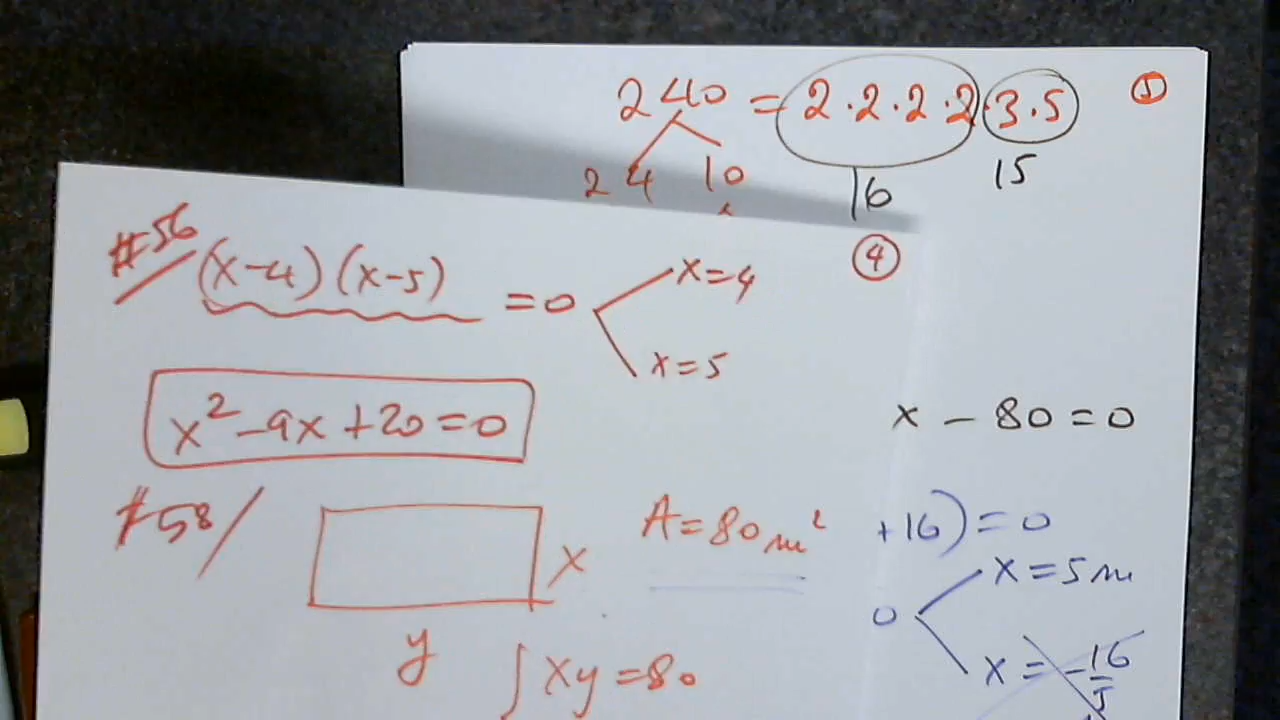 240 = 2.2.2.2.3.5
①
24 10
16 15
#56 (x-4)(x-5) =0
x=4
x=5
④
x²-9x+20=0
x - 80 = 0
#58/
x
y
A=80m²
+16)=0
0
x=5m
x=-16/5
xy=80